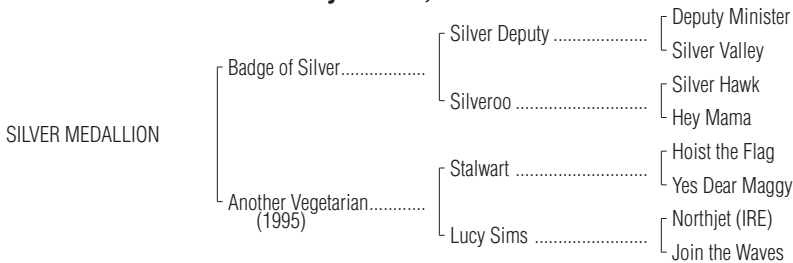 Deputy Minister
Silver Deputy ....................
Silver Valley
Badge of Silver..................
Silver Hawk
Silveroo ............................
Hey Mama
SILVER MEDALLION
Hoist the Flag
Stalwart ............................
Yes Dear Maggy
Another Vegetarian............
(1995)
Northjet (IRE)
Lucy Sims ........................
Join the Waves